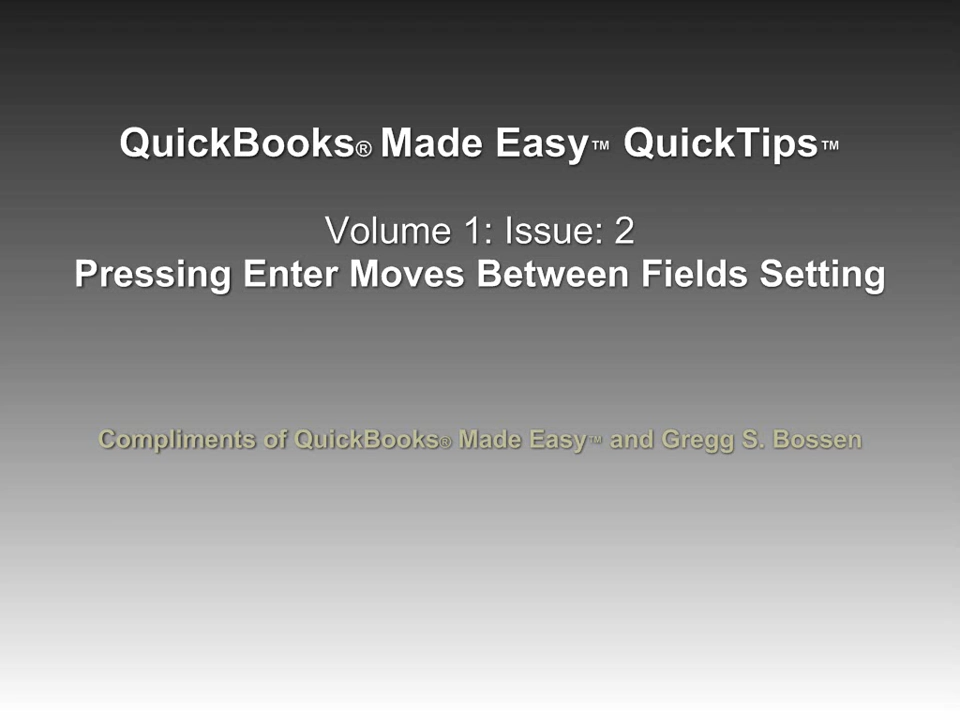 QuickBooks® Made Easy™ QuickTips™
Volume 1: Issue: 2
Pressing Enter Moves Between Fields Setting
Compliments of QuickBooks® Made Easy™ and Gregg S. Bossen